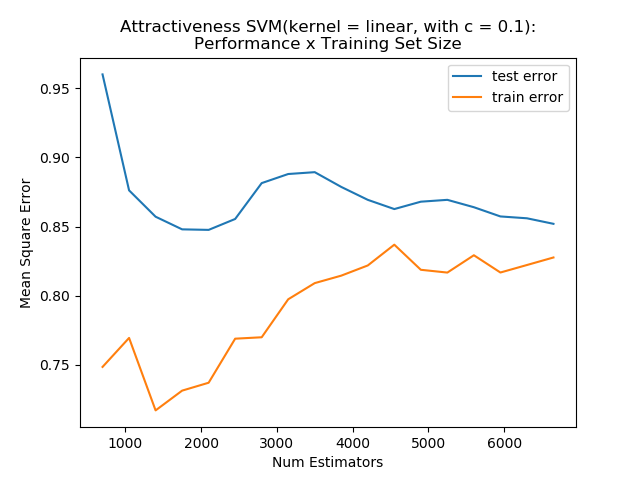 Attractiveness SVM(kernel = linear, with c = 0.1):
Performance x Training Set Size
test error
train error
0.95
0.90
0.85
0.80
0.75
Mean Square Error
1000 2000 3000 4000 5000 6000
Num Estimators